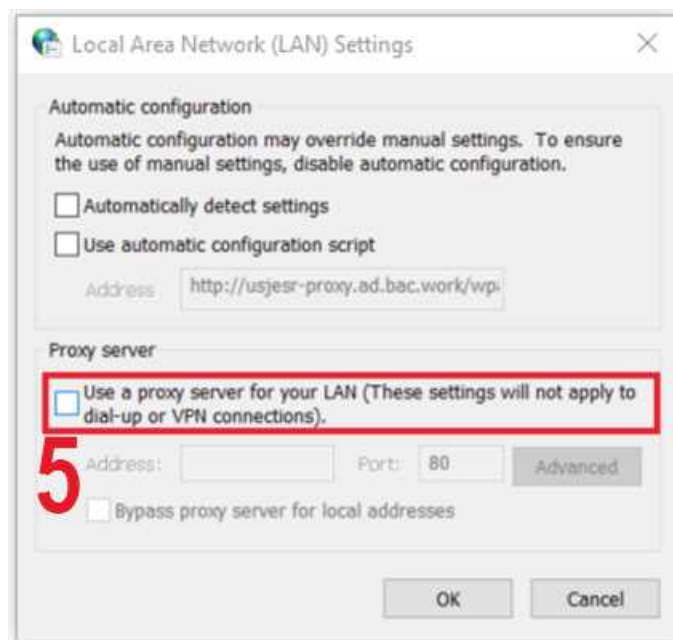 Local Area Network (LAN) Settings
Automatic configuration
Automatic configuration may override manual settings. To ensure
the use of manual settings, disable automatic configuration.
Automatically detect settings
Use automatic configuration script
Address http://usjesr-proxy.ad.bac.work/wp
Proxy server
Use a proxy server for your LAN (These settings will not apply to
dial-up or VPN connections).
5
Address: Port: 80 Advanced
Bypass proxy server for local addresses
OK Cancel